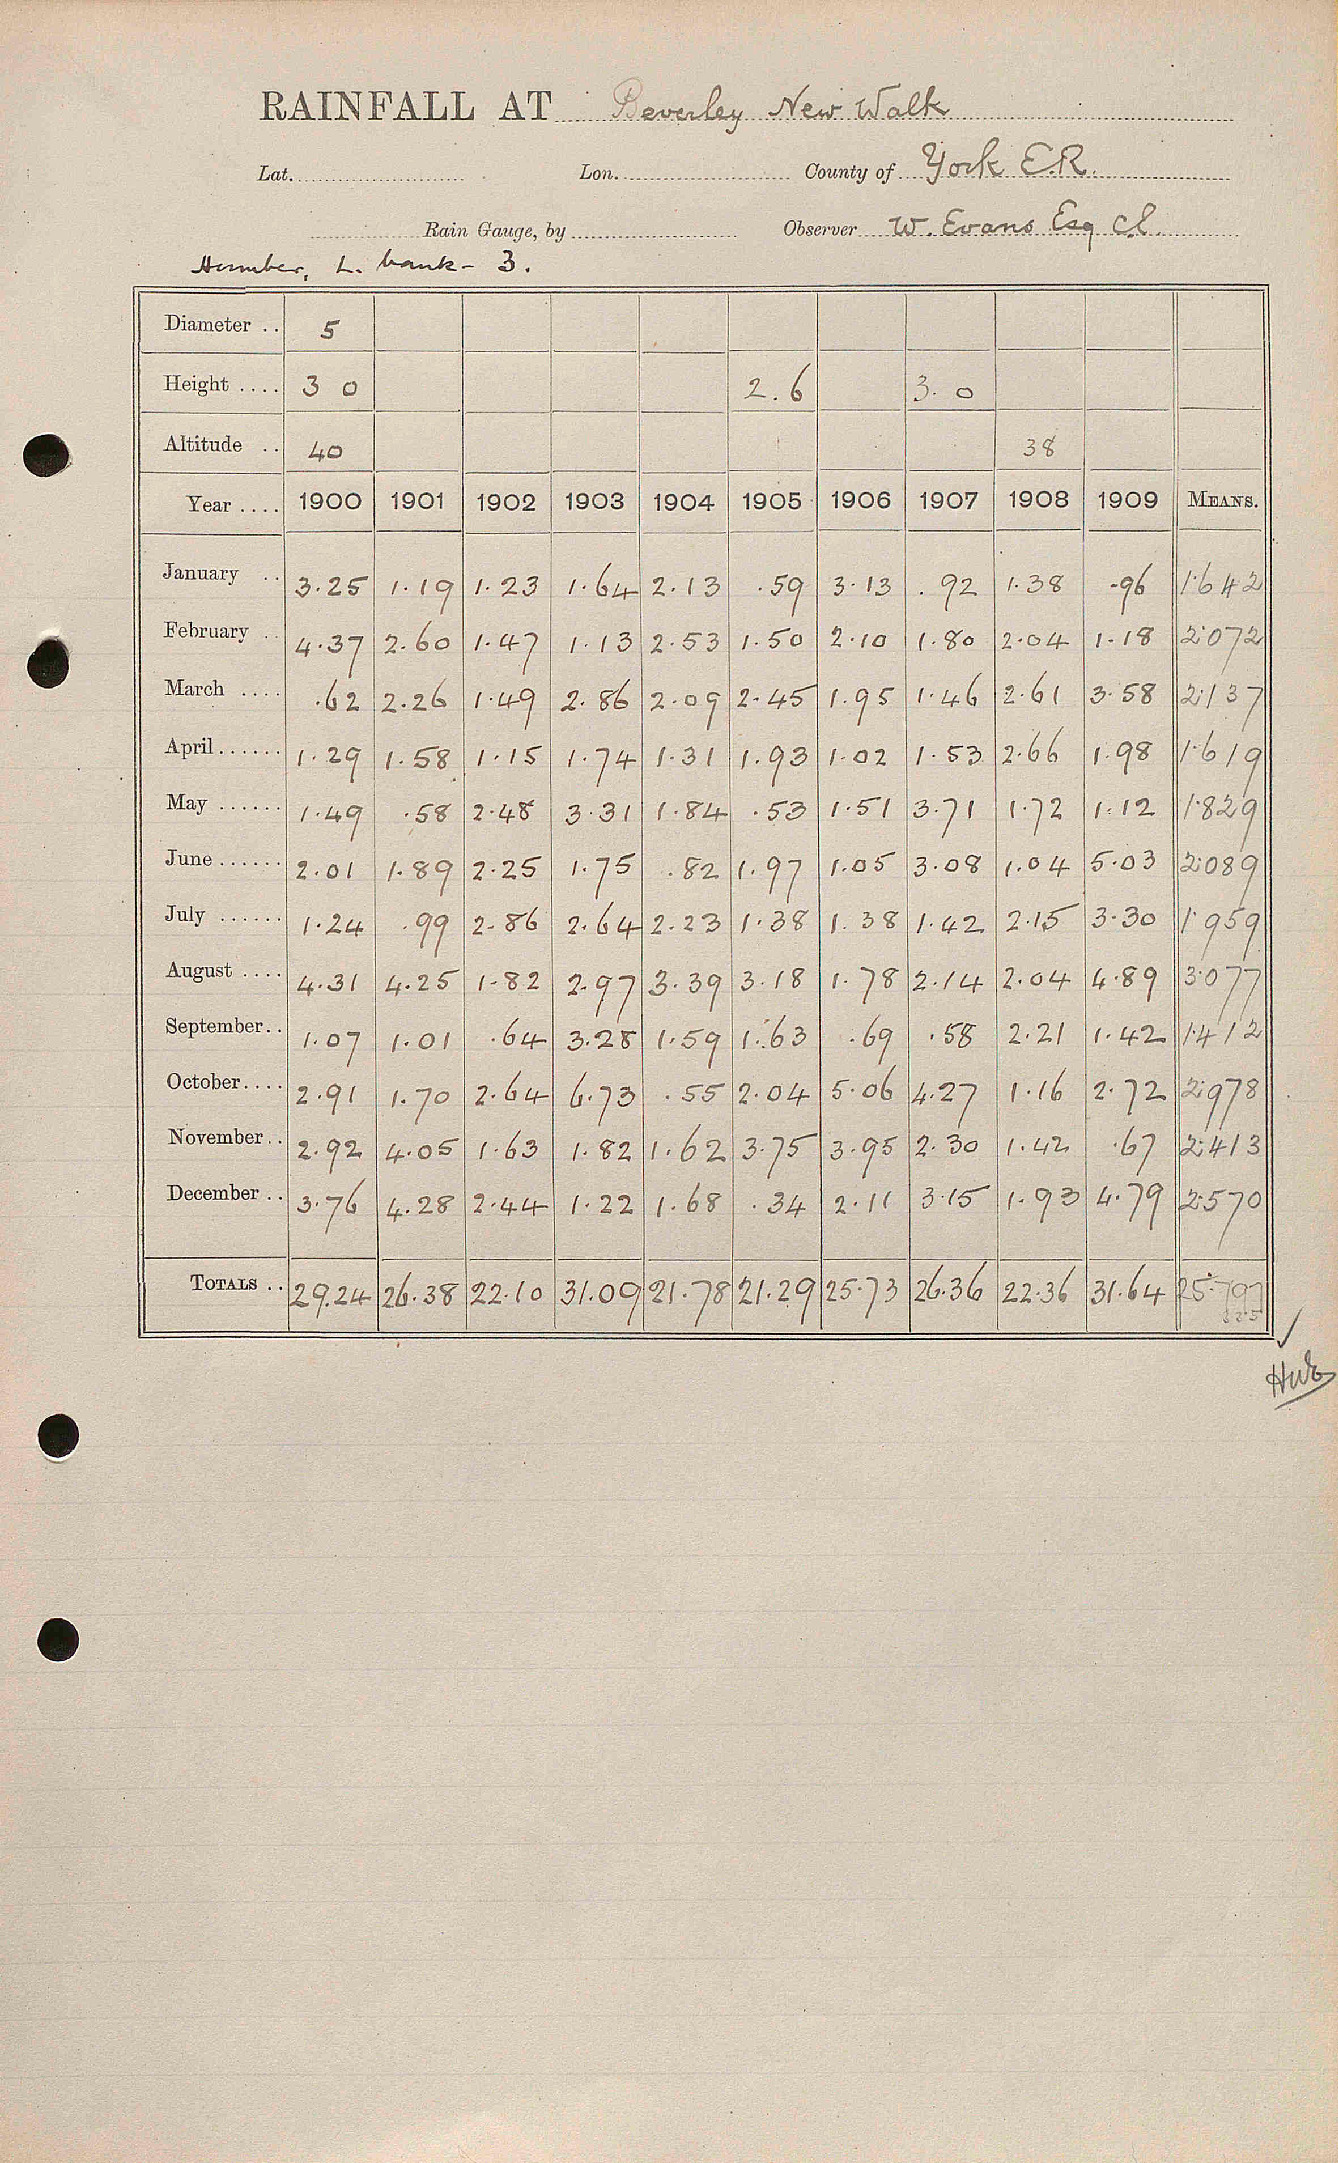 RAINFALL AT Beverley New Walk
Lat. Lon. County of York E.R.
Rain Gauge, by Observer W. Evans Esq C.E.
Humber, L. bank - 3.
Diameter .. 5
Height .... 3 0 2.6 3.0
Altitude .. 40 38
Year .... 1900 1901 1902 1903 1904 1905 1906 1907 1908 1909 MEANS.
January .. 3.25 1.19 1.23 1.64 2.13 .59 3.13 .92 1.38 .96 1.642
February .. 4.37 2.60 1.47 1.13 2.53 1.50 2.10 1.80 2.04 1.18 2.072
March .... .62 2.26 1.49 2.86 2.09 2.45 1.95 1.46 2.61 3.58 2.137
April...... 1.29 1.58 1.15 1.74 1.31 1.93 1.02 1.53 2.66 1.98 1.619
May ...... 1.49 .58 2.48 3.31 1.84 .53 1.51 3.71 1.72 1.12 1.829
June ...... 2.01 1.89 2.25 1.75 .82 1.97 1.05 3.08 1.04 5.03 2.089
July ...... 1.24 .99 2.86 2.64 2.23 1.38 1.38 1.42 2.15 3.30 1.959
August .... 4.31 4.25 1.82 2.97 3.39 3.18 1.78 2.14 2.04 4.89 3.077
September.. 1.07 1.01 .64 3.28 1.59 1.63 .69 .58 2.21 1.42 1.412
October.... 2.91 1.70 2.64 6.73 .55 2.04 5.06 4.27 1.16 2.72 2.978
November.. 2.92 4.05 1.63 1.82 1.62 3.75 3.95 2.30 1.42 .67 2.413
December .. 3.76 4.28 2.44 1.22 1.68 .34 2.11 3.15 1.93 4.79 2.570
TOTALS .. 29.24 26.38 22.10 31.09 21.78 21.29 25.73 26.36 22.36 31.64 25.797